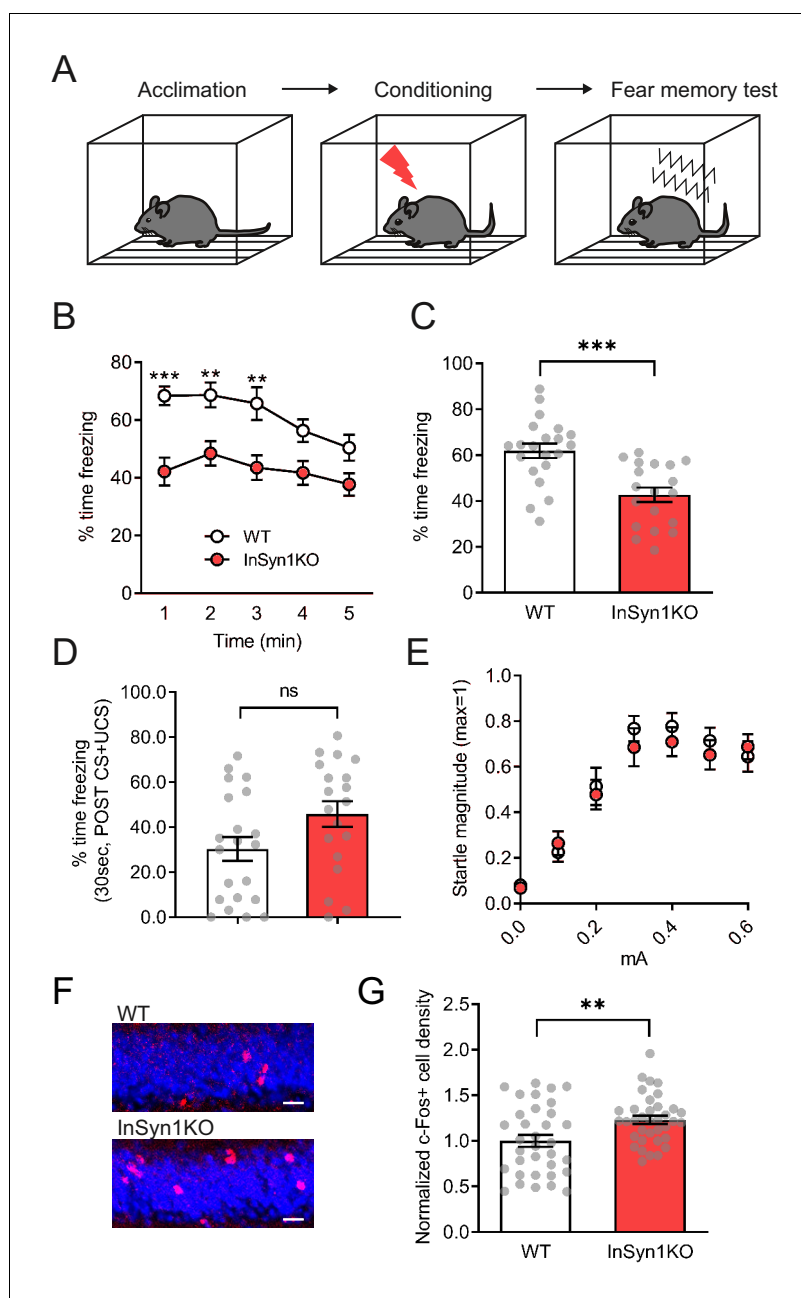 A
Acclimation
Conditioning
Fear memory test
B
80
60
40
20
0
% time freezing
***
**
**
WT
InSyn1KO
1 2 3 4 5
Time (min)
C
100
80
60
40
20
0
% time freezing
***
WT InSyn1KO
D
100.0
80.0
60.0
40.0
20.0
0.0
% time freezing
(30sec, POST CS+UCS)
ns
E
1.0
0.8
0.6
0.4
0.2
0.0
Startle magnitude (max=1)
0.0 0.2 0.4 0.6
mA
F
WT
InSyn1KO
G
2.5
2.0
1.5
1.0
0.5
0.0
Normalized c-Fos+ cell density
**
WT InSyn1KO